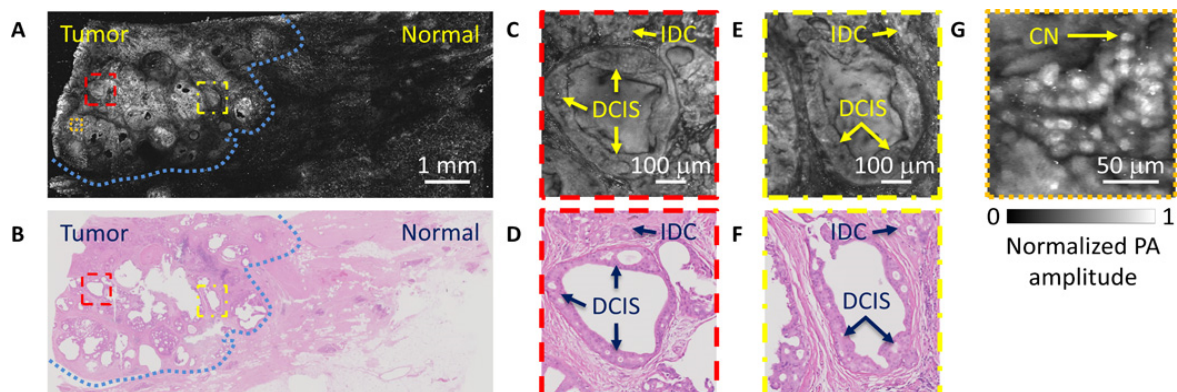 A
Tumor
Normal
1 mm
B
Tumor
Normal
C
IDC
DCIS
100 μm
D
IDC
DCIS
E
IDC
DCIS
100 μm
F
IDC
DCIS
G
CN
50 μm
0
1
Normalized PA
amplitude